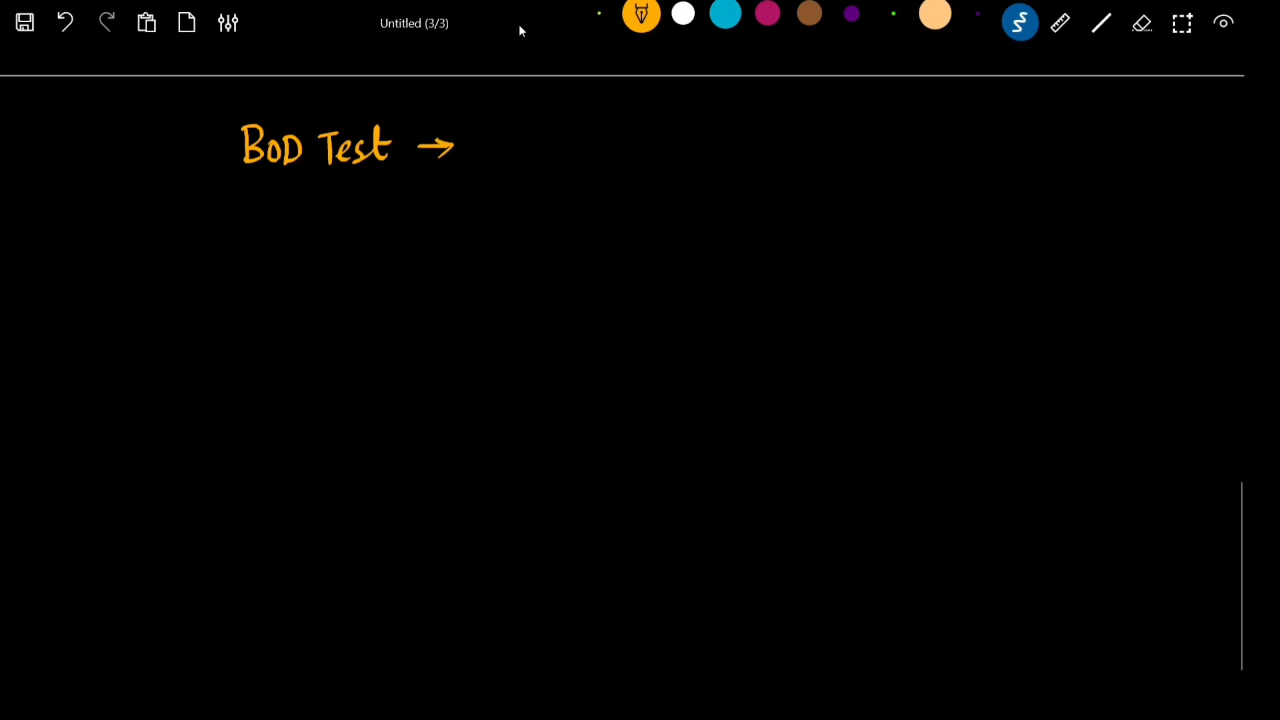 Untitled (3/3)
BOD Test →